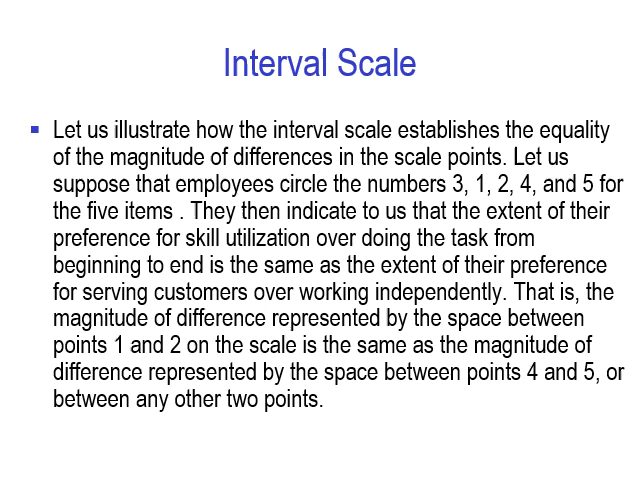 Interval Scale
▪ Let us illustrate how the interval scale establishes the equality
of the magnitude of differences in the scale points. Let us
suppose that employees circle the numbers 3, 1, 2, 4, and 5 for
the five items . They then indicate to us that the extent of their
preference for skill utilization over doing the task from
beginning to end is the same as the extent of their preference
for serving customers over working independently. That is, the
magnitude of difference represented by the space between
points 1 and 2 on the scale is the same as the magnitude of
difference represented by the space between points 4 and 5, or
between any other two points.